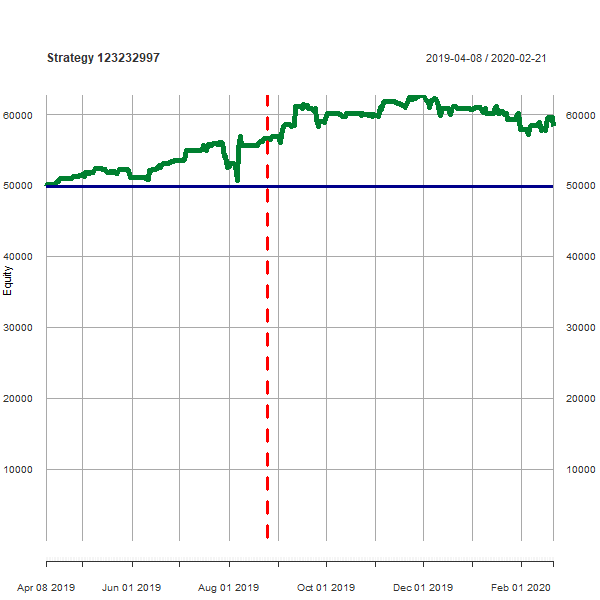 Strategy 123232997
2019-04-08 / 2020-02-21
60000
60000
50000
50000
40000
40000
Equity
30000
30000
20000
20000
10000
10000
Apr 08 2019
Jun 01 2019
Aug 01 2019
Oct 01 2019
Dec 01 2019
Feb 01 2020